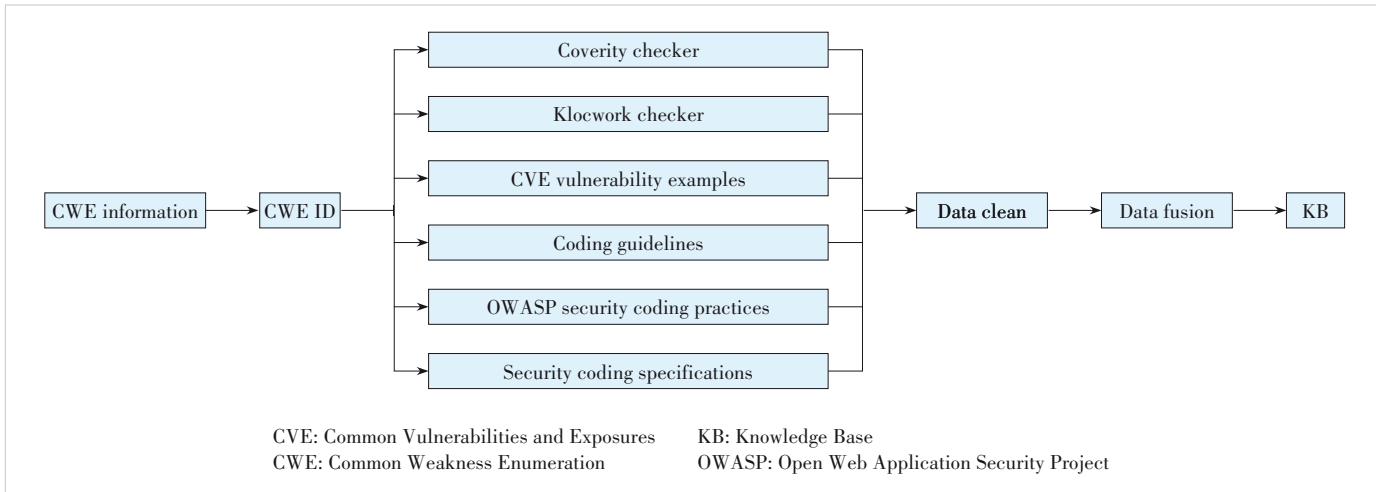 Coverity checker
Klocwork checker
CVE vulnerability examples
CWE information
CWE ID
Data clean
Data fusion
KB
Coding guidelines
OWASP security coding practices
Security coding specifications
CVE: Common Vulnerabilities and Exposures
KB: Knowledge Base
CWE: Common Weakness Enumeration
OWASP: Open Web Application Security Project